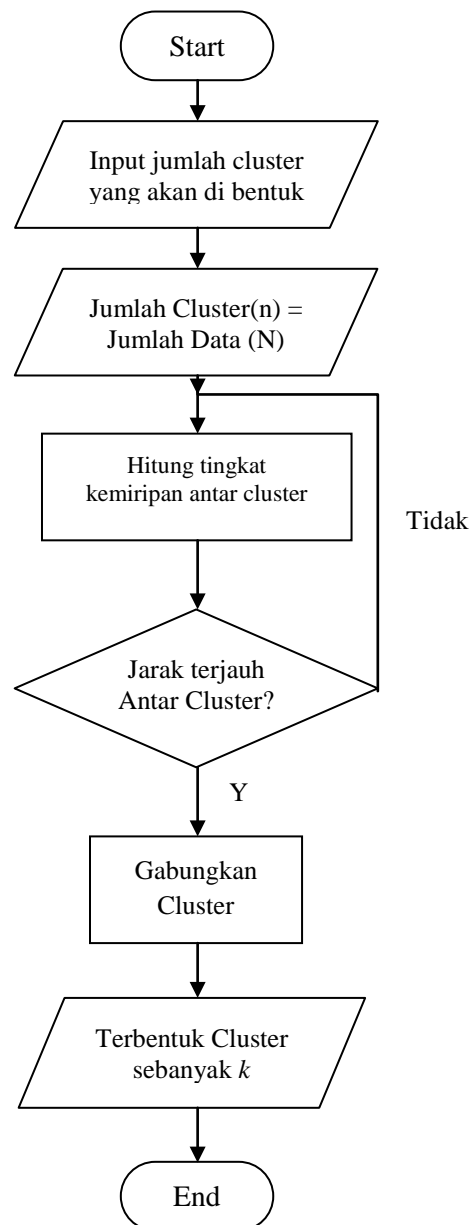 Start
Input jumlah cluster
yang akan di bentuk
Jumlah Cluster(n) =
Jumlah Data (N)
Hitung tingkat
kemiripan antar cluster
Tidak
Jarak terjauh
Antar Cluster?
Y
Gabungkan
Cluster
Terbentuk Cluster
sebanyak k
End